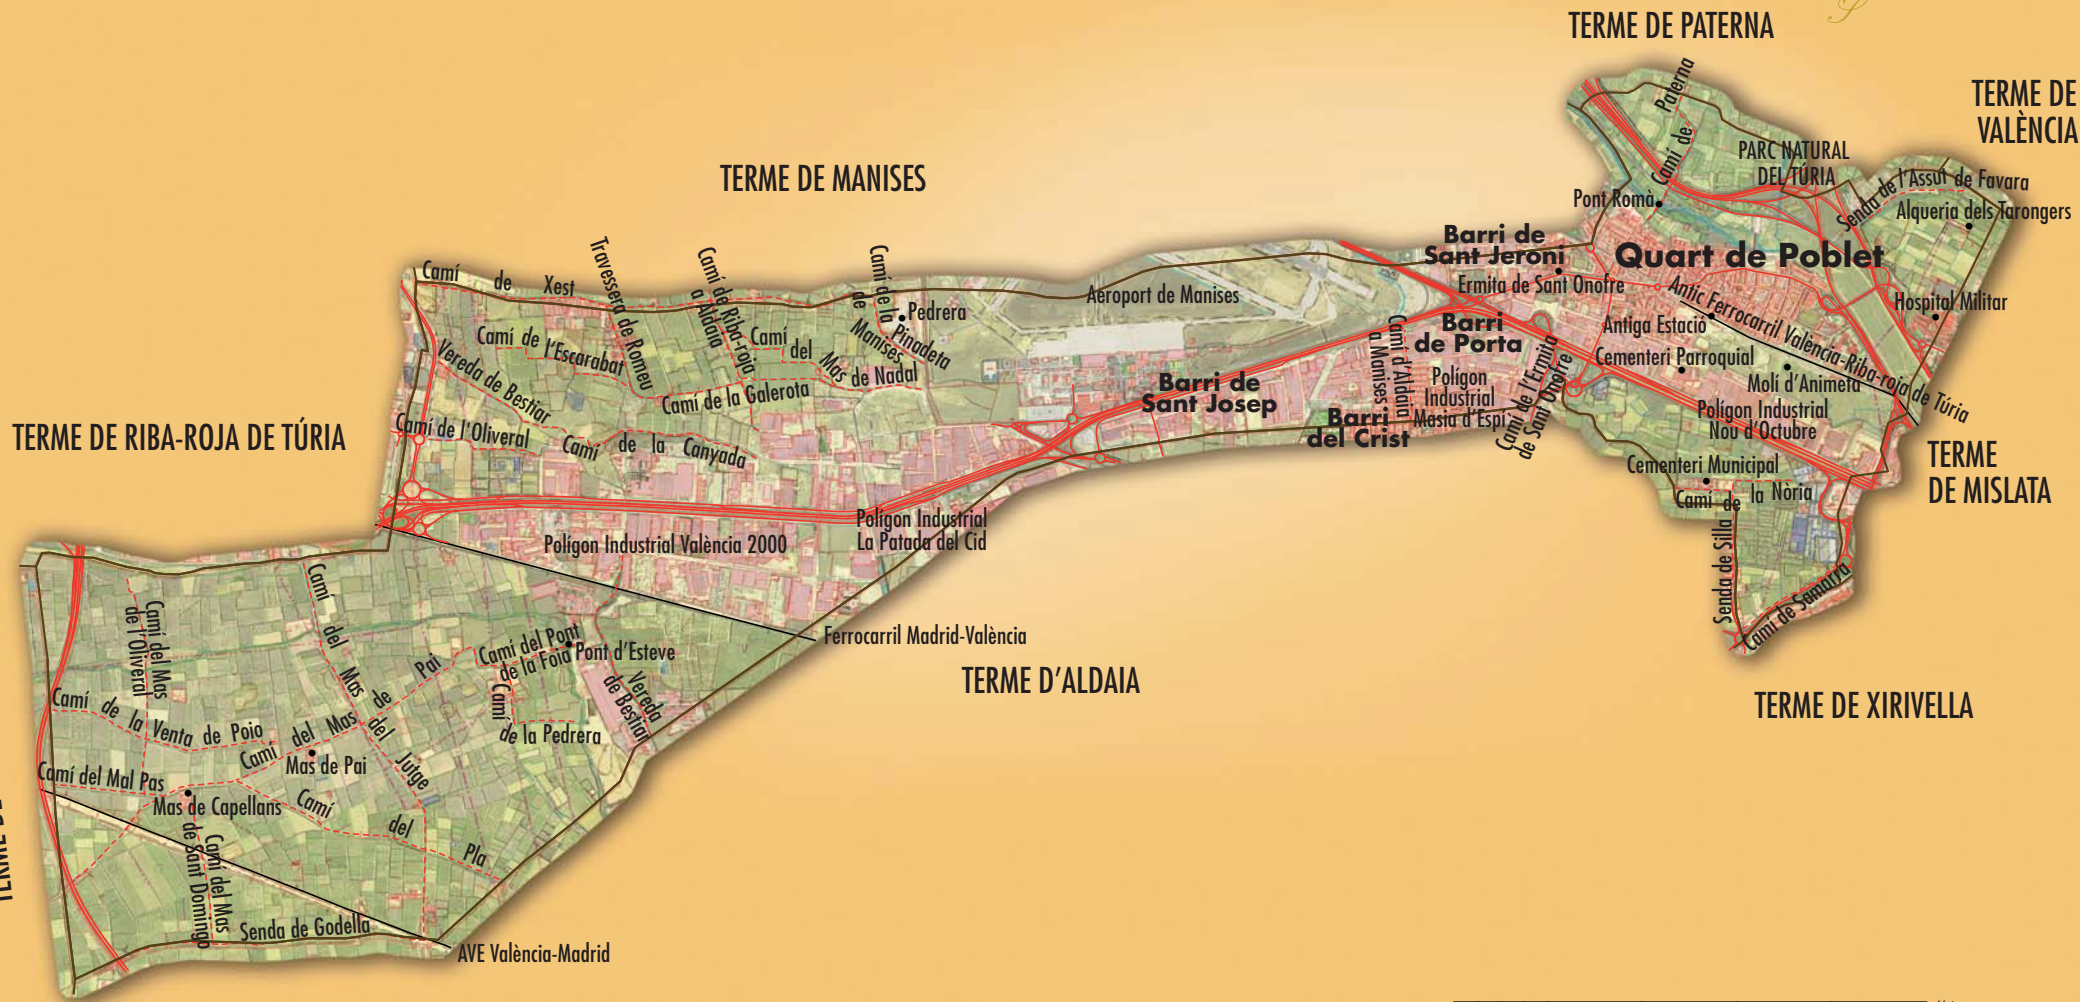 TERME DE PATERNA
TERME DE
VALÈNCIA
TERME DE MANISES
Camí de Paterna
PARC NATURAL
DEL TÚRIA
Senda de l'Assut de Favara
Pont Romà
Alqueria dels Tarongers
Barri de
Sant Jeroni
Quart de Poblet
Ermita de Sant Onofre
Antic Ferrocarril València-Riba-roja de Túria
Hospital Militar
Antiga Estació
Cementeri Parroquial
Molí d'Animeta
Polígon Industrial
Nou d'Octubre
Aeroport de Manises
Barri
de Porta
Camí d'Aldaia
a Manises
Polígon
Industrial
Masia d'Espí
Camí de l'Ermita
de Sant Onofre
Barri de
Sant Josep
Barri
del Crist
Camí de Xest
Travessera de Romeu
Camí de Riba-roja
a Aldaia
Camí de la Pinadeta
de Manises
Pedrera
Camí de l'Escarabat
Camí del Mas de Nadal
Vereda de Bestiar
Camí de la Galerota
Camí de l'Oliveral
Camí de la Canyada
TERME DE RIBA-ROJA DE TÚRIA
TERME
DE MISLATA
Cementeri Municipal
Camí de la Nòria
Senda de Silla
Camí de Samarra
Polígon Industrial
La Patada del Cid
Polígon Industrial València 2000
Ferrocarril Madrid-València
TERME D'ALDAIA
TERME DE XIRIVELLA
Camí del Mas
de l'Oliveral
Camí del Mas del Jutge
Camí del Pont
de la Foia
Pont d'Esteve
Camí de la Pedrera
Vereda
de Bestiar
Camí de la Venta de Poio
Camí del Mas de Pai
Mas de Pai
Camí del Mal Pas
Mas de Capellans
Camí del Pla
Camí del Mas
de Sant Domingo
Senda de Godella
AVE València-Madrid
TERME DE